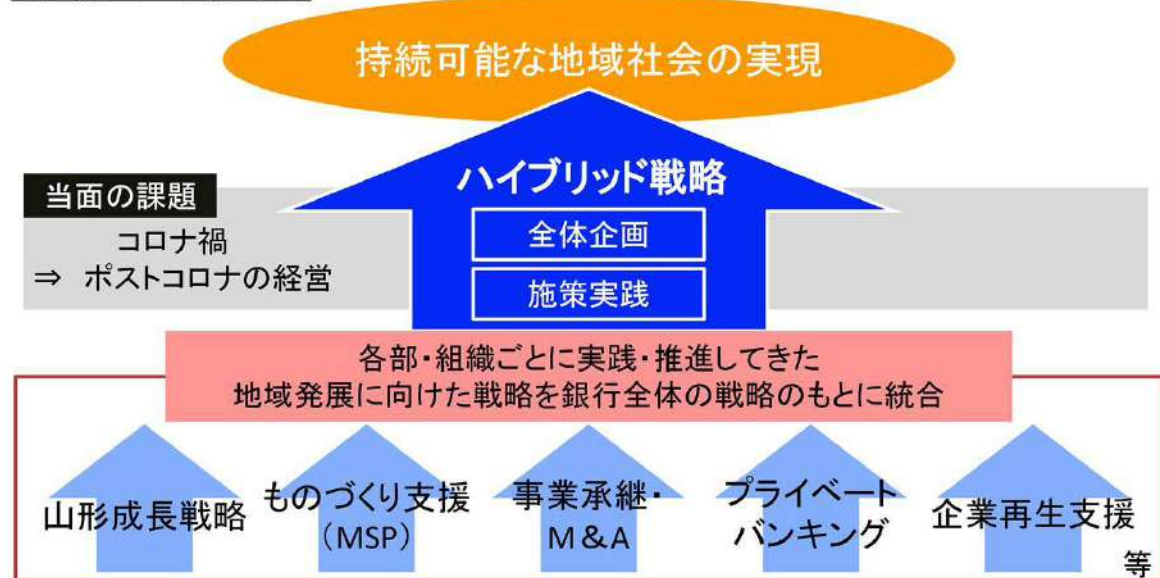 持続可能な地域社会の実現
ハイブリッド戦略
全体企画
施策実践
当面の課題
コロナ禍
⇒ ポストコロナの経営
各部・組織ごとに実践・推進してきた
地域発展に向けた戦略を銀行全体の戦略のもとに統合
山形成長戦略
ものづくり支援
(MSP)
事業承継・
M&A
プライベート
バンキング
企業再生支援
等